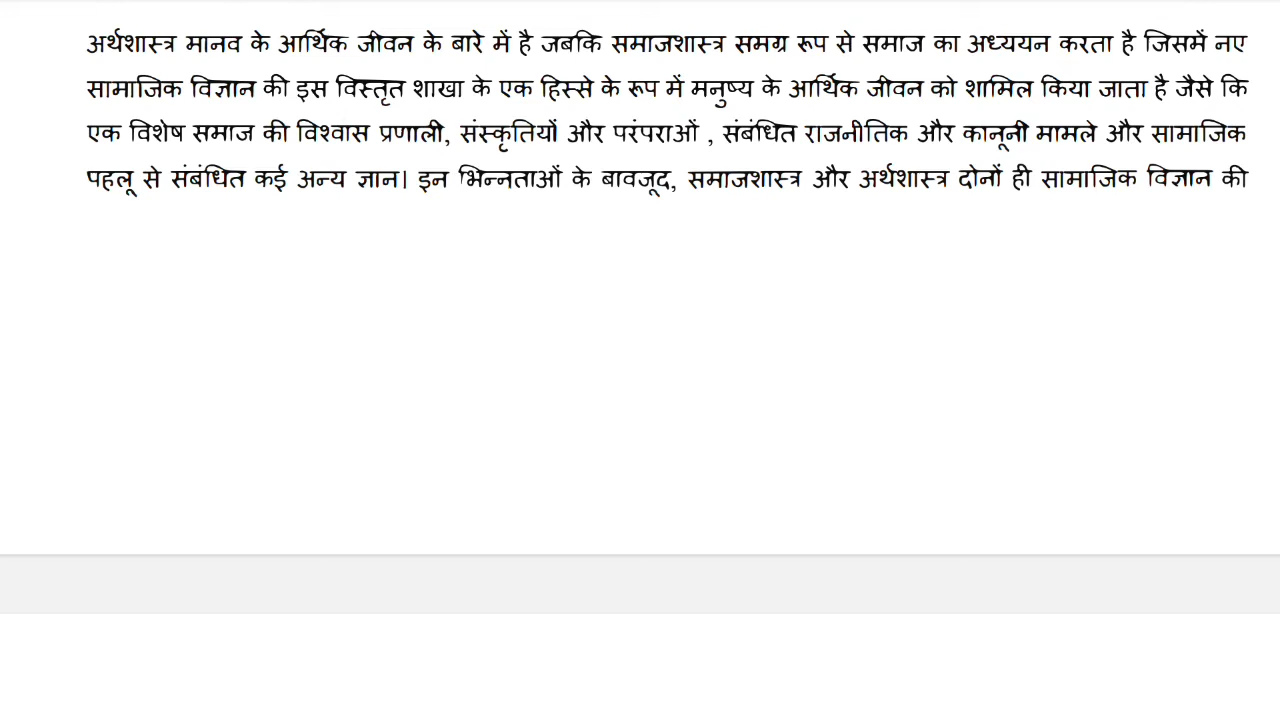 अर्थशास्त्र मानव के आर्थिक जीवन के बारे में है जबकि समाजशास्त्र समग्र रूप से समाज का अध्ययन करता है जिसमें नए
सामाजिक विज्ञान की इस विस्तृत शाखा के एक हिस्से के रूप में मनुष्य के आर्थिक जीवन को शामिल किया जाता है जैसे कि
एक विशेष समाज की विश्वास प्रणाली, संस्कृतियों और परंपराओं , संबंधित राजनीतिक और कानूनी मामले और सामाजिक
पहलू से संबंधित कई अन्य ज्ञान। इन भिन्नताओं के बावजूद, समाजशास्त्र और अर्थशास्त्र दोनों ही सामाजिक विज्ञान की